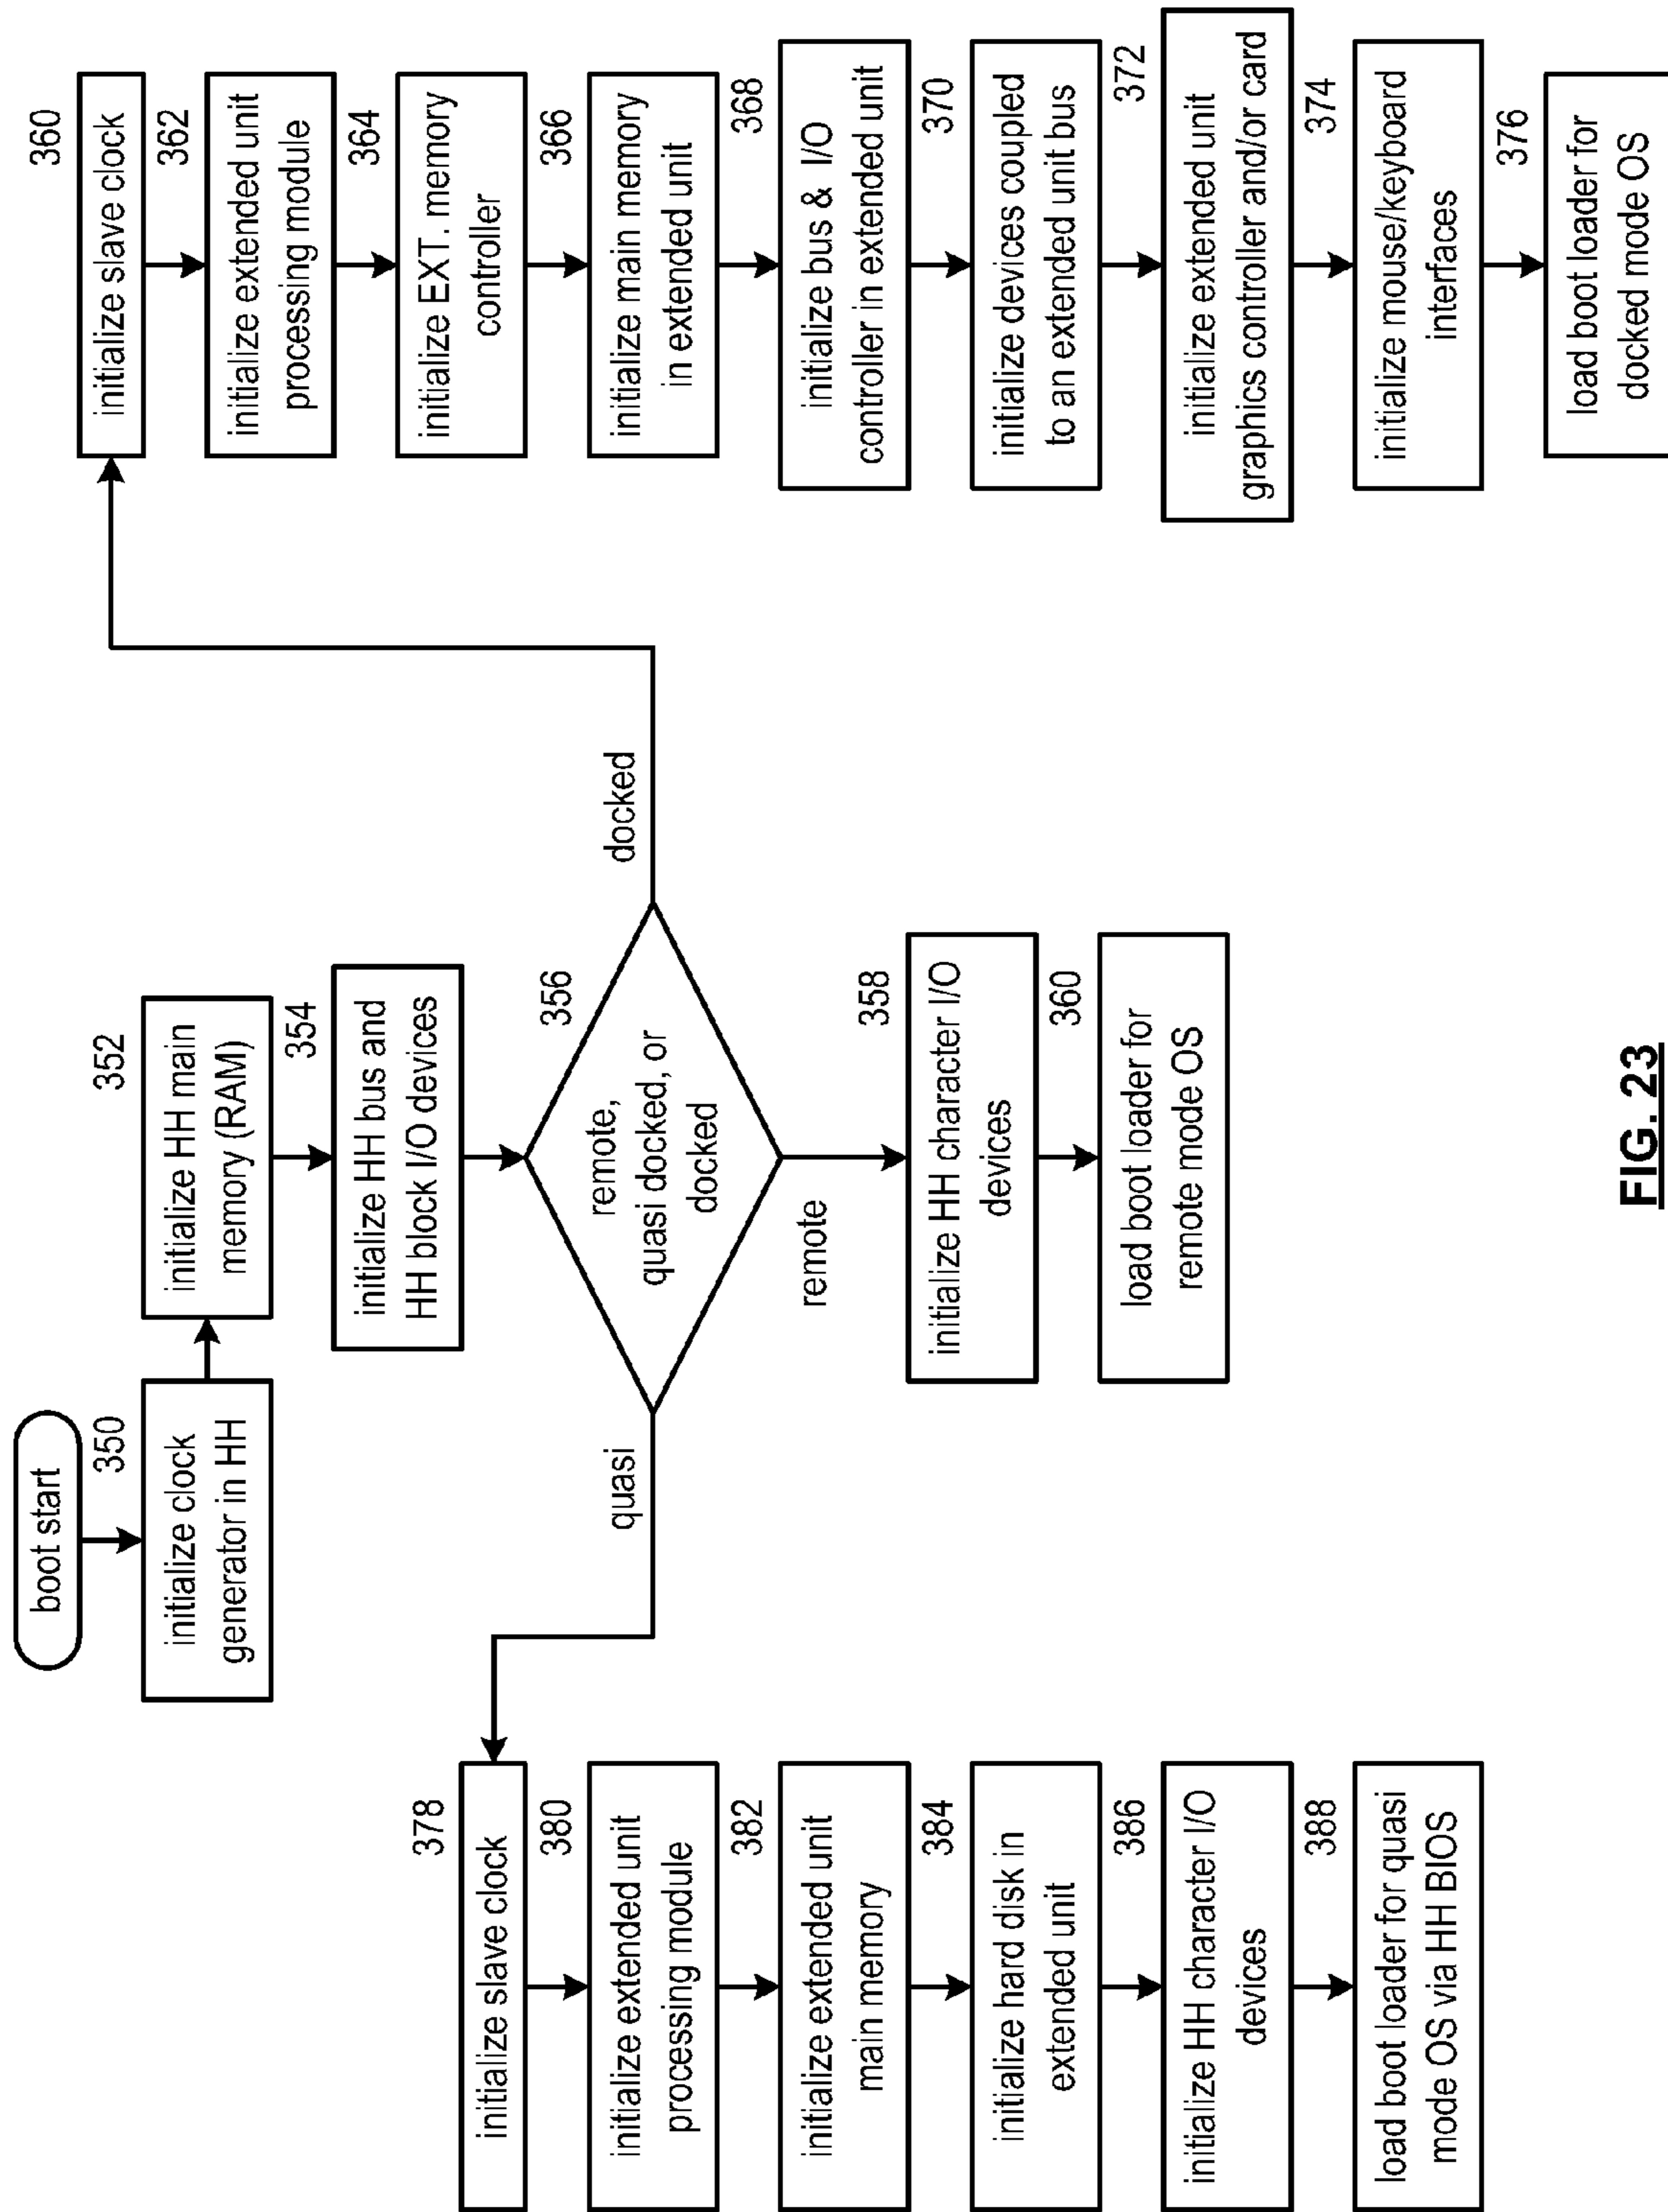 boot start
350
initialize clock
generator in HH
352
initialize HH main
memory (RAM)
354
initialize HH bus and
HH block I/O devices
356
remote,
quasi docked, or
docked
quasi
remote
docked
358
initialize HH character I/O
devices
360
load boot loader for
remote mode OS
378
initialize slave clock
380
initialize extended unit
processing module
382
initialize extended unit
main memory
384
initialize hard disk in
extended unit
386
initialize HH character I/O
devices
388
load boot loader for quasi
mode OS via HH BIOS
360
initialize slave clock
362
initialize extended unit
processing module
364
initialize EXT. memory
controller
366
initialize main memory
in extended unit
368
initialize bus & I/O
controller in extended unit
370
initialize devices coupled
to an extended unit bus
372
initialize extended unit
graphics controller and/or card
374
initialize mouse/keyboard
interfaces
376
load boot loader for
docked mode OS
FIG. 23